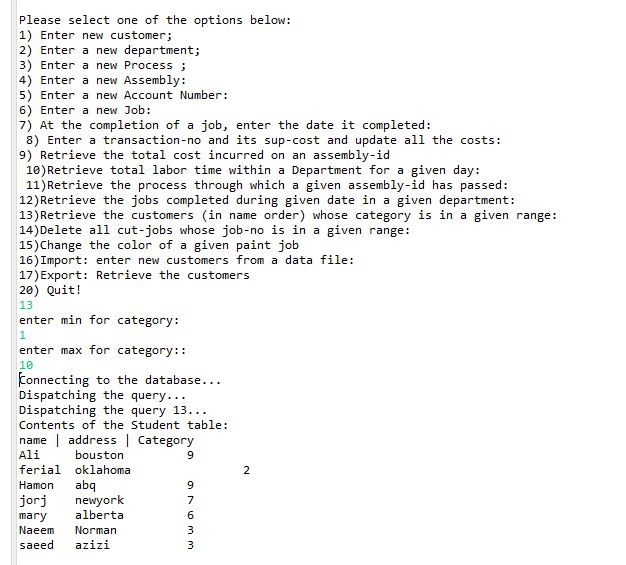 Please select one of the options below:
1) Enter new customer;
2) Enter a new department;
3) Enter a new Process ;
4) Enter a new Assembly:
5) Enter a new Account Number:
6) Enter a new Job:
7) At the completion of a job, enter the date it completed:
8) Enter a transaction-no and its sup-cost and update all the costs:
9) Retrieve the total cost incurred on an assembly-id
10)Retrieve total labor time within a Department for a given day:
11)Retrieve the process through which a given assembly-id has passed:
12)Retrieve the jobs completed during given date in a given department:
13)Retrieve the customers (in name order) whose category is in a given range:
14)Delete all cut-jobs whose job-no is in a given range:
15)Change the color of a given paint job
16)Import: enter new customers from a data file:
17)Export: Retrieve the customers
20) Quit!
13
enter min for category:
1
enter max for category::
10
Connecting to the database...
Dispatching the query...
Dispatching the query 13...
Contents of the Student table:
name | address | Category
Ali bouston 9
ferial oklahoma 2
Hamon abq 9
jorj newyork 7
mary alberta 6
Naeem Norman 3
saeed azizi 3